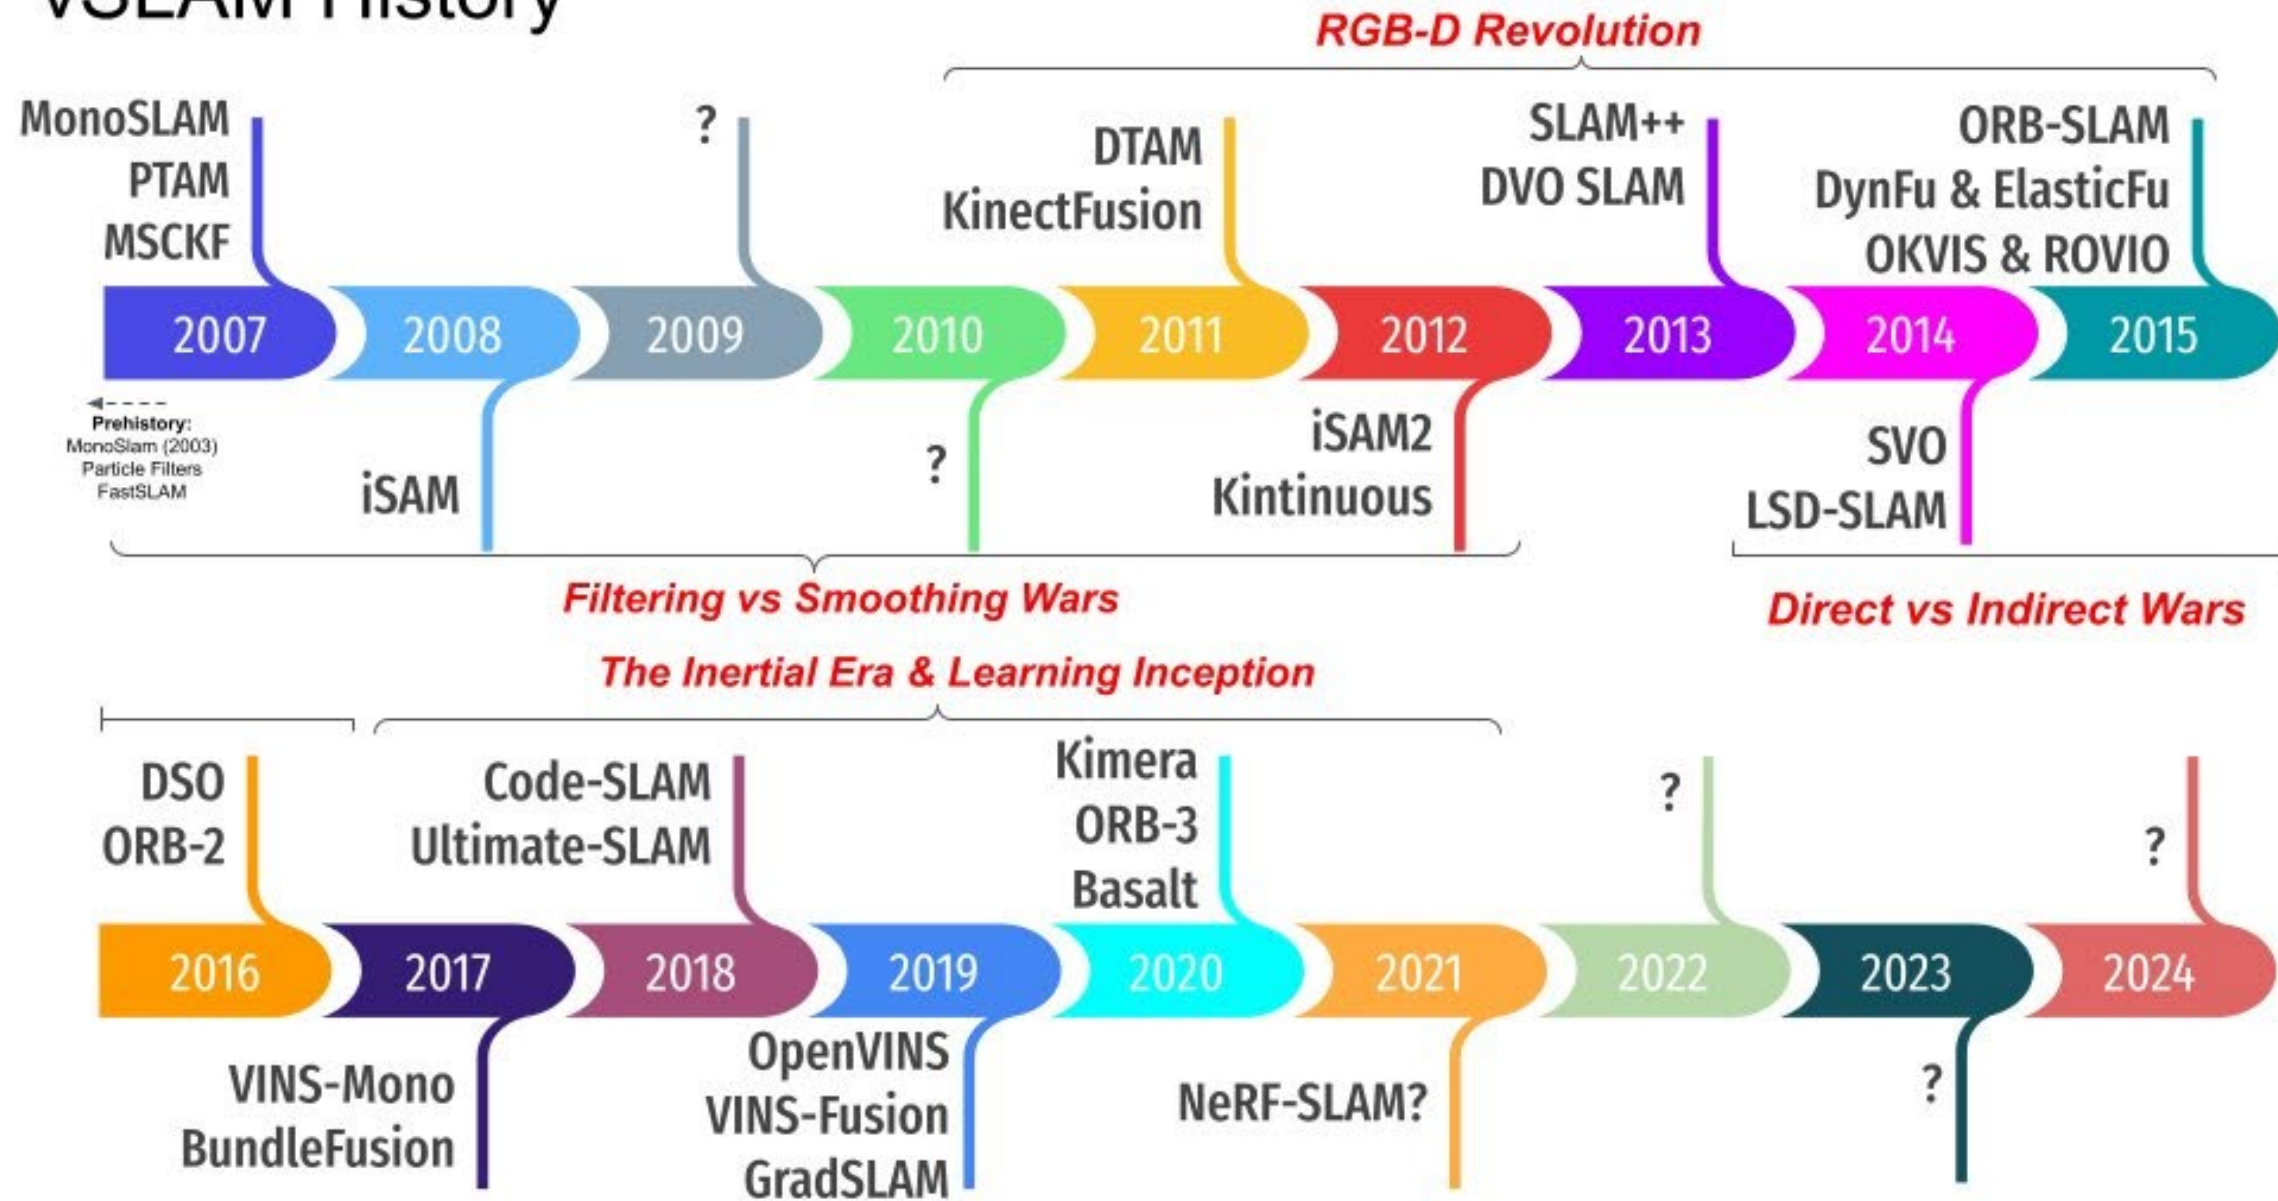 vSLAM History
RGB-D Revolution
MonoSLAM
PTAM
MSCKF
?
DTAM
KinectFusion
SLAM++
DVO SLAM
ORB-SLAM
DynFu & ElasticFu
OKVIS & ROVIO
2007
2008
2009
2010
2011
2012
2013
2014
2015
Prehistory:
MonoSlam (2003)
Particle Filters
FastSLAM
iSAM
?
iSAM2
Kintinuous
SVO
LSD-SLAM
Filtering vs Smoothing Wars
Direct vs Indirect Wars
The Inertial Era & Learning Inception
DSO
ORB-2
Code-SLAM
Ultimate-SLAM
Kimera
ORB-3
Basalt
?
?
2016
2017
2018
2019
2020
2021
2022
2023
2024
VINS-Mono
BundleFusion
OpenVINS
VINS-Fusion
GradSLAM
NeRF-SLAM?
?